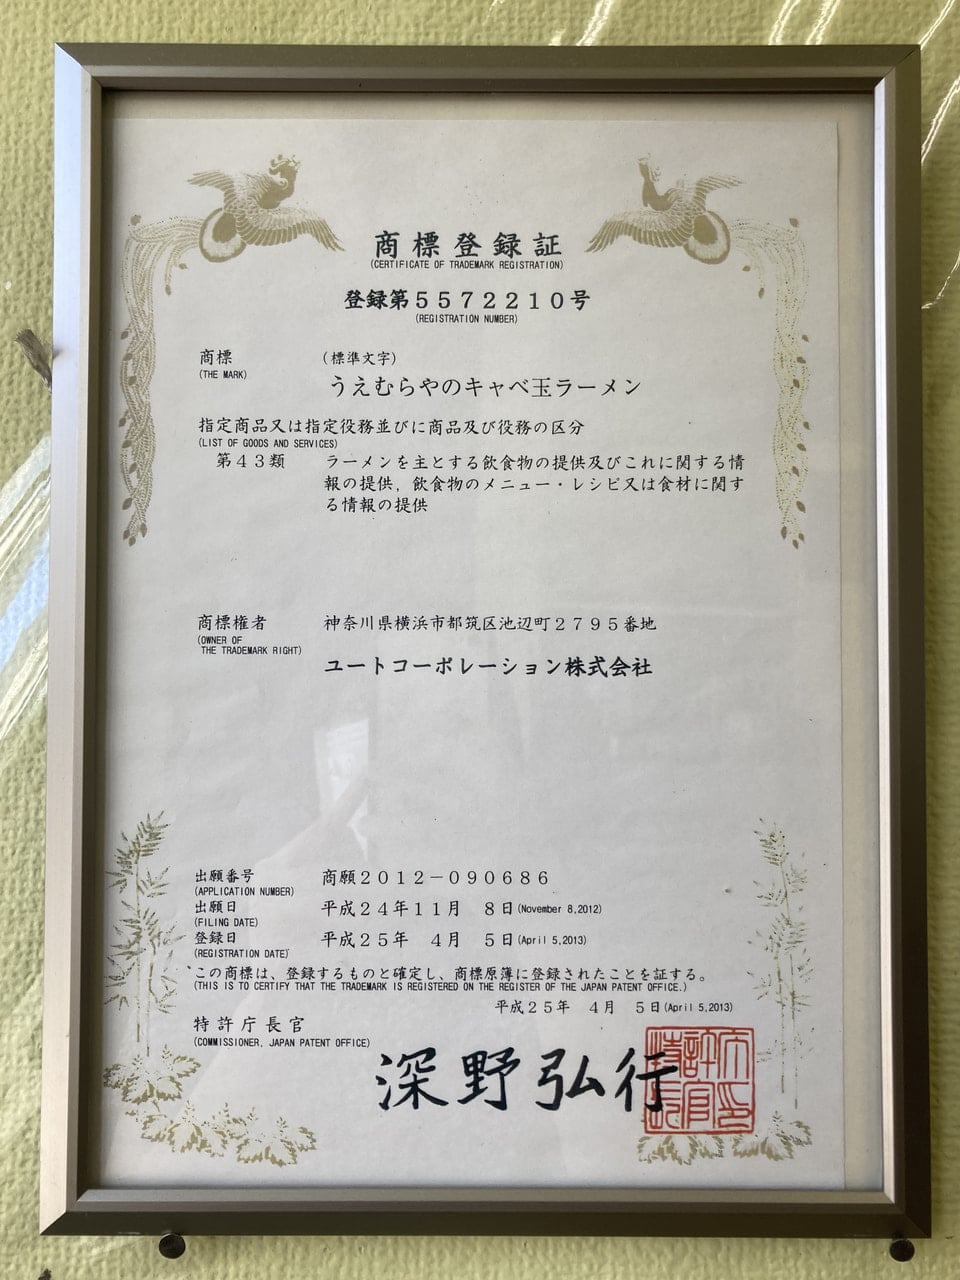 商標登録証
(CERTIFICATE OF TRADEMARK REGISTRATION)
登録第5572210号
(REGISTRATION NUMBER)
商標 (標準文字)
(THE MARK)
うえむらやのキャベ玉ラーメン
指定商品又は指定役務並びに商品及び役務の区分
(LIST OF GOODS AND SERVICES)
第43類 ラーメンを主とする飲食物の提供及びこれに関する情
報の提供,飲食物のメニュー・レシピ又は食材に関す
る情報の提供
商標権者 神奈川県横浜市都筑区池辺町2795番地
(OWNER OF
THE TRADEMARK RIGHT)
ユートコーポレーション株式会社
出願番号 商願2012-090686
(APPLICATION NUMBER)
出願日 平成24年11月 8日(November 8,2012)
(FILING DATE)
登録日 平成25年 4月 5日(April 5,2013)
(REGISTRATION DATE)
この商標は、登録するものと確定し、商標原簿に登録されたことを証する。
(THIS IS TO CERTIFY THAT THE TRADEMARK IS REGISTERED ON THE REGISTER OF THE JAPAN PATENT OFFICE.)
平成25年 4月 5日(April 5,2013)
特許庁長官
(COMMISSIONER, JAPAN PATENT OFFICE)
深野弘行